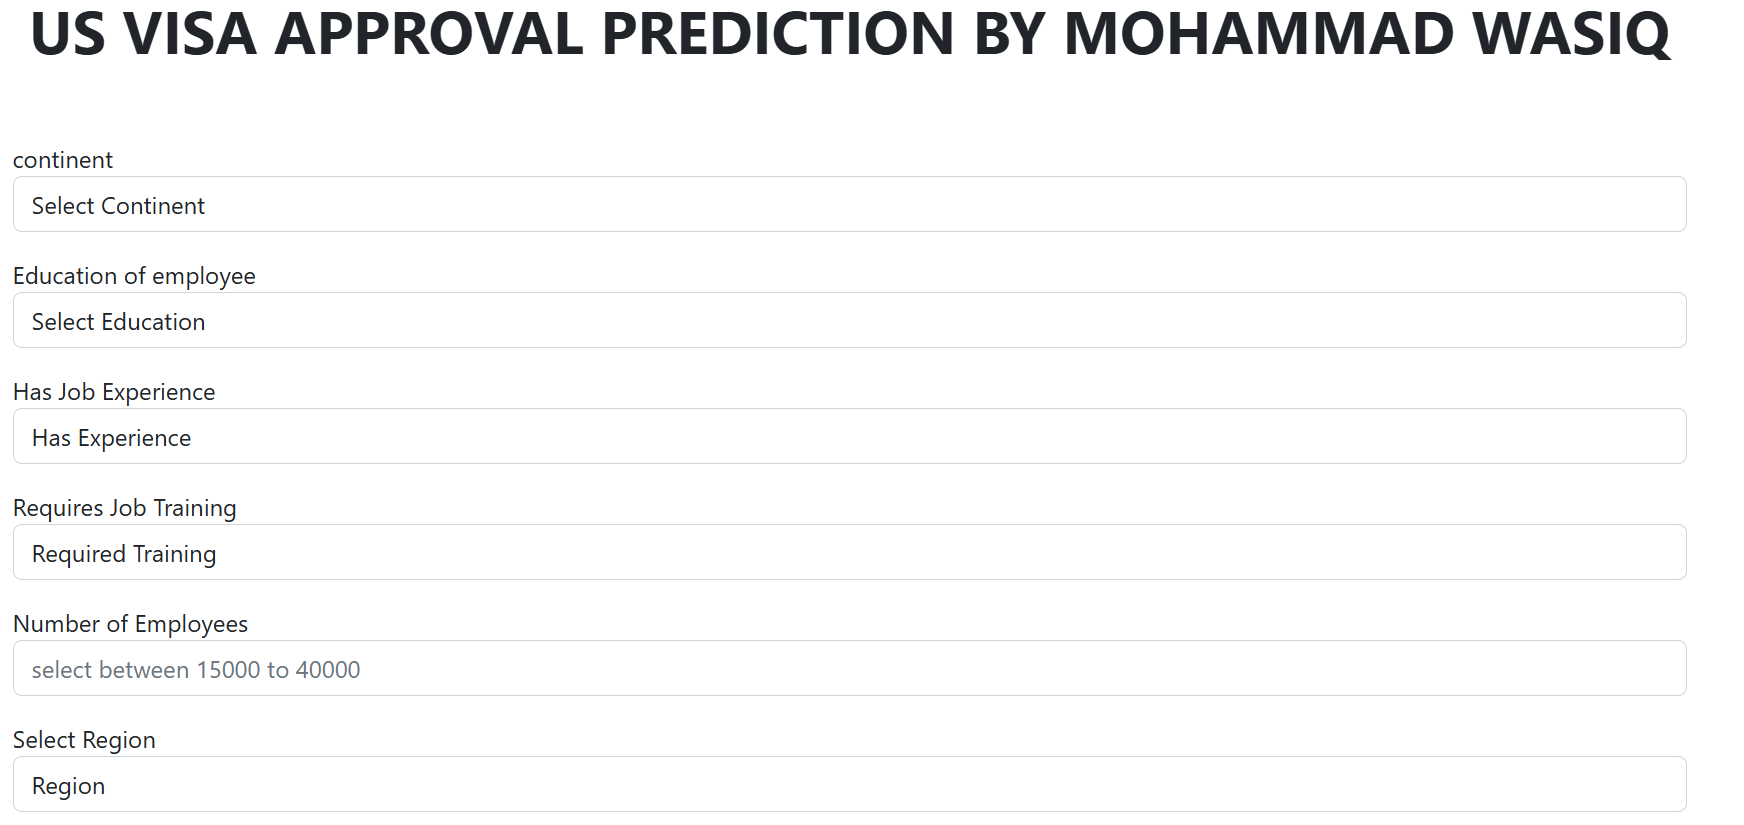 US VISA APPROVAL PREDICTION BY MOHAMMAD WASIQ
continent
Select Continent
Education of employee
Select Education
Has Job Experience
Has Experience
Requires Job Training
Required Training
Number of Employees
select between 15000 to 40000
Select Region
Region